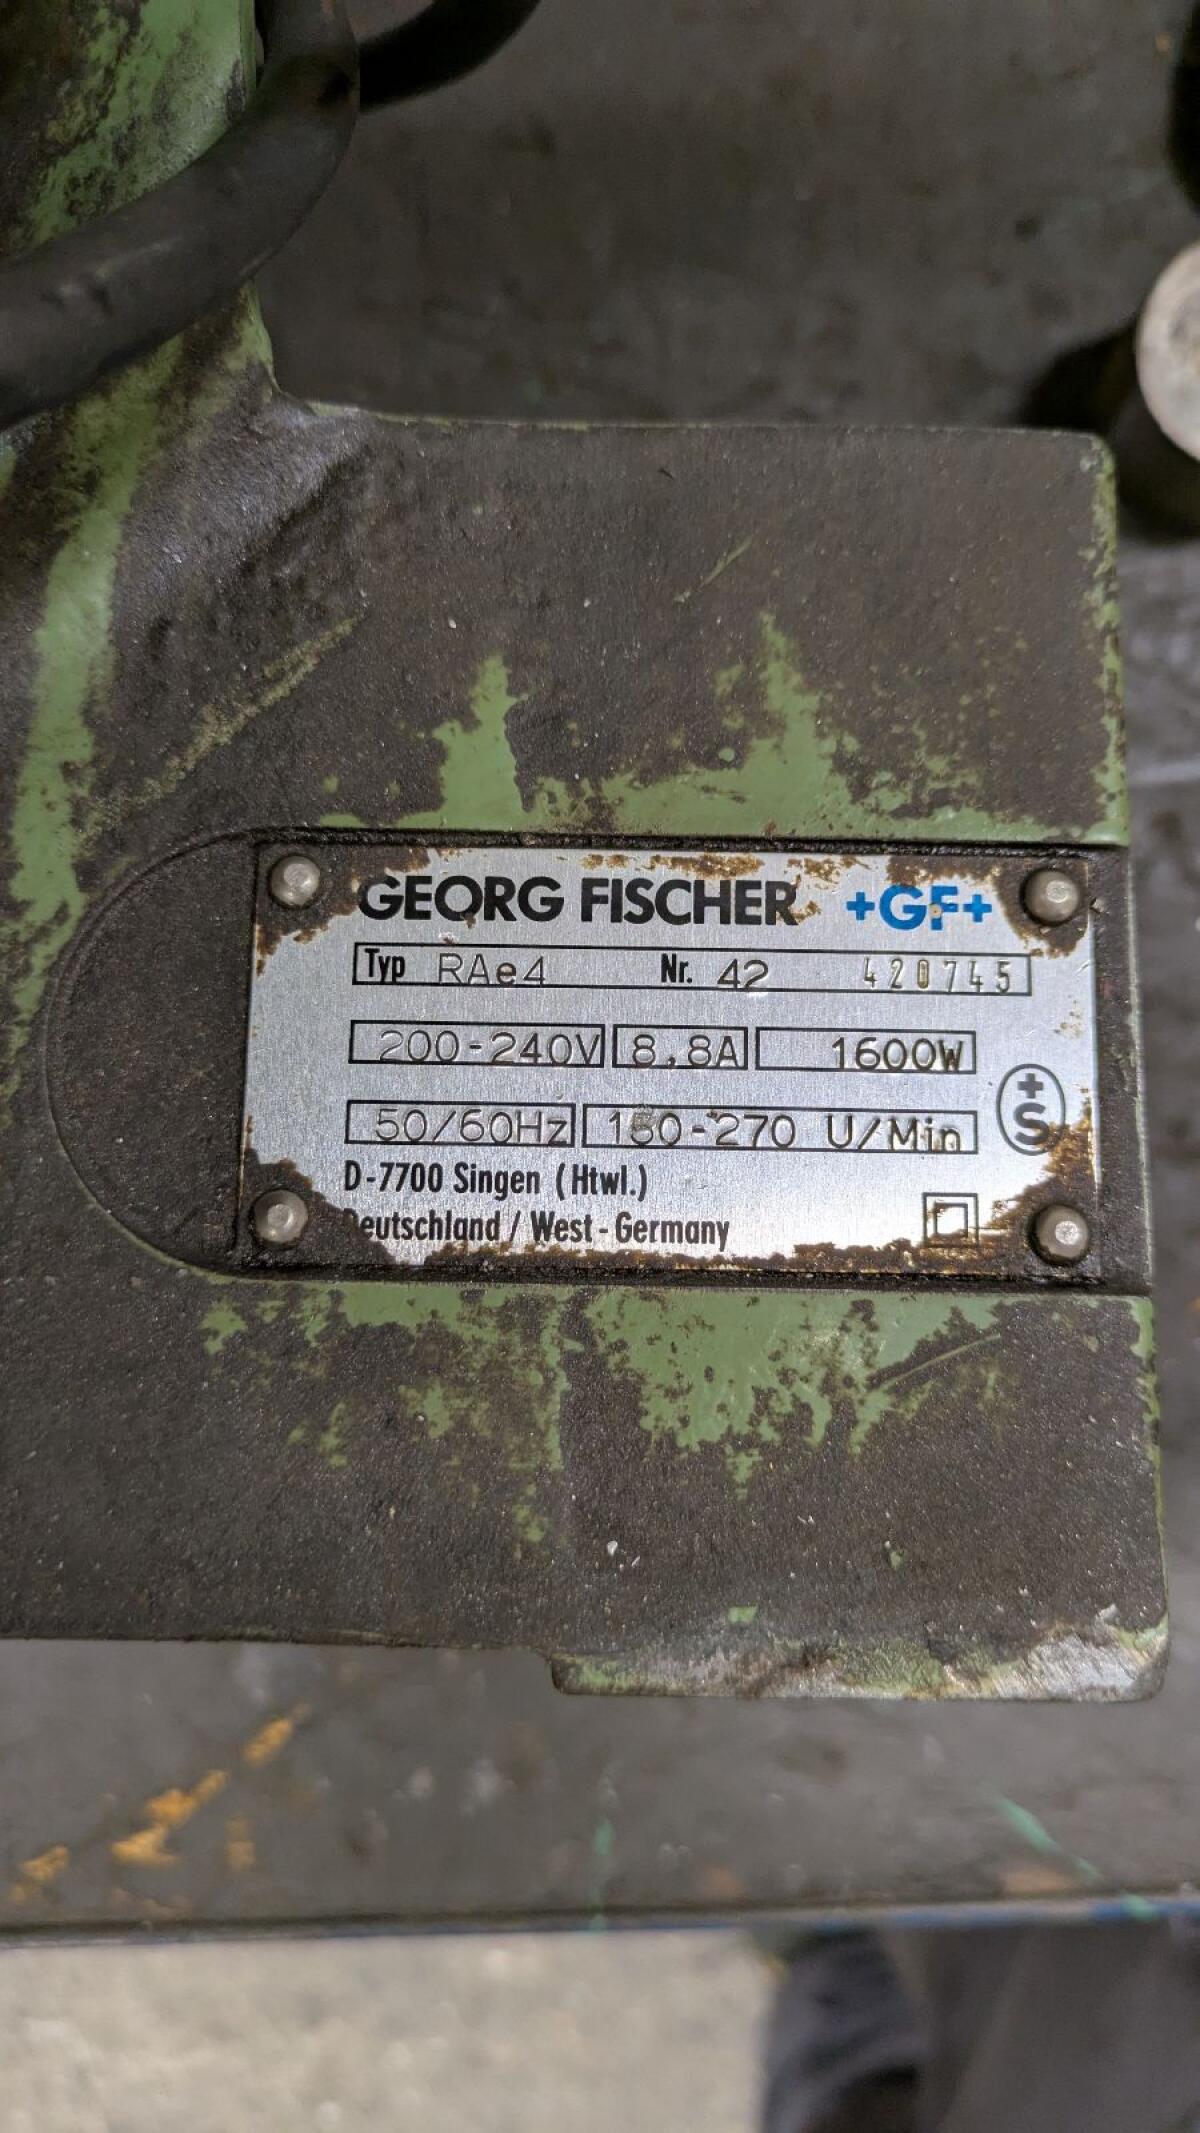 GEORG FISCHER +GF+
Typ RAe4 Nr. 42 420745
200-240V 8.8A 1600W
50/60Hz 180-270 U/Min
+S
D-7700 Singen (Htwl.)
Deutschland / West-Germany